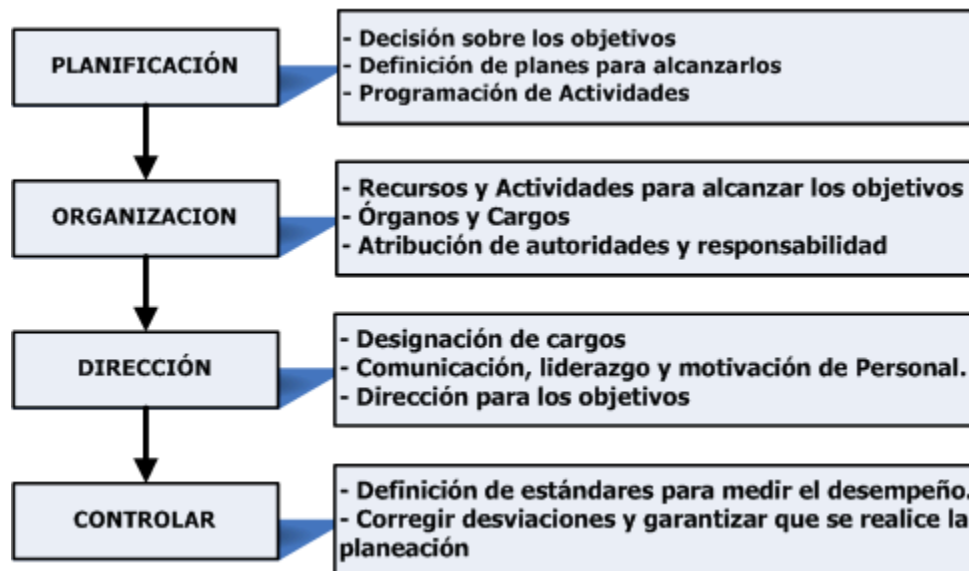 PLANIFICACIÓN
- Decisión sobre los objetivos
- Definición de planes para alcanzarlos
- Programación de Actividades
ORGANIZACION
- Recursos y Actividades para alcanzar los objetivos
- Órganos y Cargos
- Atribución de autoridades y responsabilidad
DIRECCIÓN
- Designación de cargos
- Comunicación, liderazgo y motivación de Personal.
- Dirección para los objetivos
CONTROLAR
- Definición de estándares para medir el desempeño.
- Corregir desviaciones y garantizar que se realice la
planeación